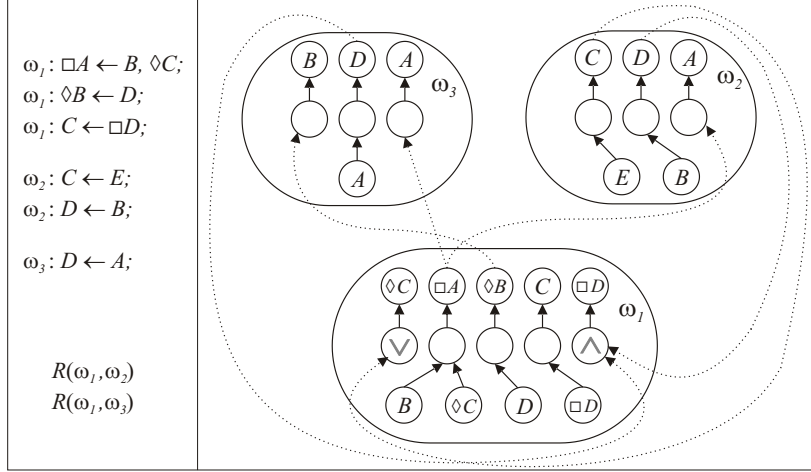 ω₁ : □A ← B, ◊C;
ω₁ : ◊B ← D;
ω₁ : C ← □D;
ω₂ : C ← E;
ω₂ : D ← B;
ω₃ : D ← A;
R(ω₁,ω₂)
R(ω₁,ω₃)
B D A
ω₃
A
C D A
ω₂
E B
◊C □A ◊B C □D
ω₁
∨ ∧
B ◊C D □D